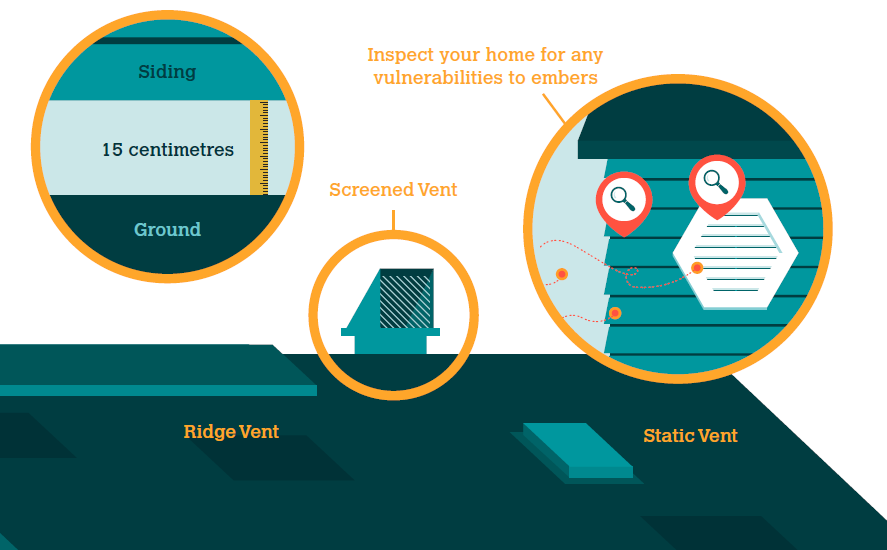 Siding
15 centimetres
Ground
Inspect your home for any
vulnerabilities to embers
Screened Vent
Ridge Vent
Static Vent